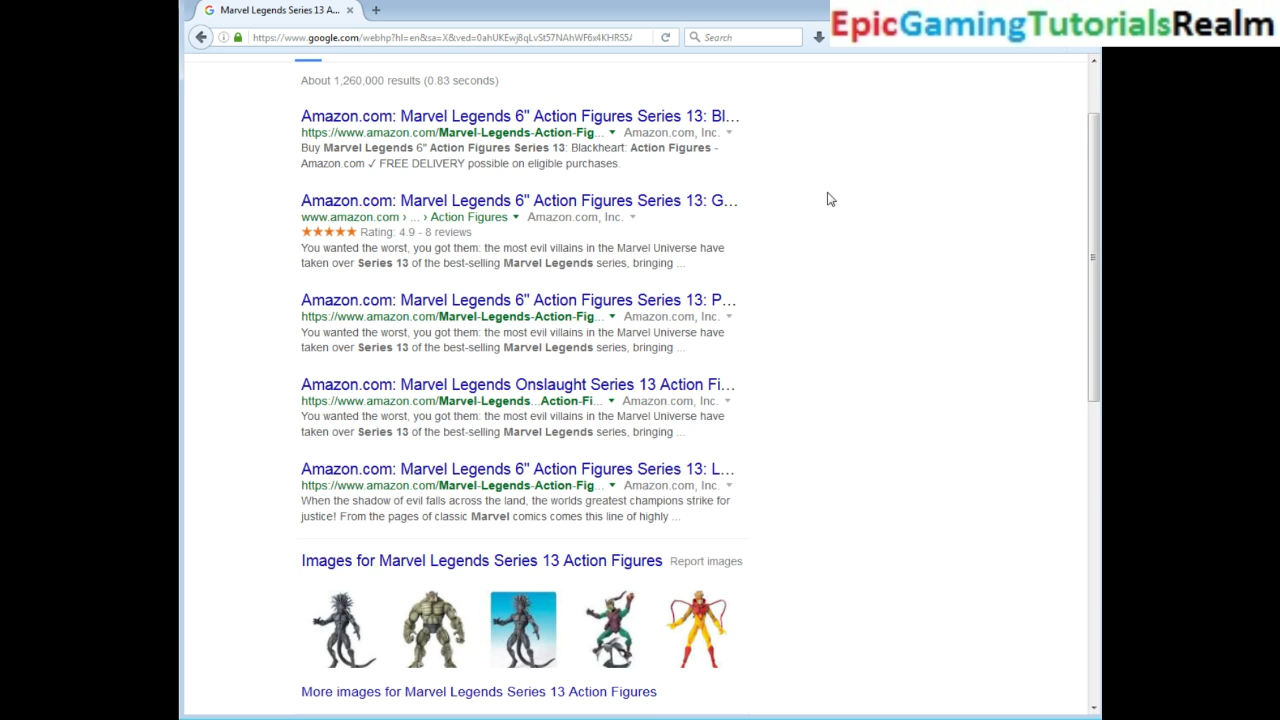 Marvel Legends Series 13 A...
EpicGamingTutorialsRealm
https://www.google.com/webhp?hl=en&sa=X&ved=0ahUKEwj8qLvSt57NAhWF6x4KHRS5
Search
About 1,260,000 results (0.83 seconds)
Amazon.com: Marvel Legends 6" Action Figures Series 13: Bl...
https://www.amazon.com/Marvel-Legends-Action-Fig... Amazon.com, Inc.
Buy Marvel Legends 6" Action Figures Series 13: Blackheart: Action Figures -
Amazon.com ✓ FREE DELIVERY possible on eligible purchases.
Amazon.com: Marvel Legends 6" Action Figures Series 13: G...
www.amazon.com › ... › Action Figures Amazon.com, Inc.
★★★★★ Rating: 4.9 - 8 reviews
You wanted the worst, you got them: the most evil villains in the Marvel Universe have
taken over Series 13 of the best-selling Marvel Legends series, bringing ...
Amazon.com: Marvel Legends 6" Action Figures Series 13: P...
https://www.amazon.com/Marvel-Legends-Action-Fig... Amazon.com, Inc.
You wanted the worst, you got them: the most evil villains in the Marvel Universe have
taken over Series 13 of the best-selling Marvel Legends series, bringing ...
Amazon.com: Marvel Legends Onslaught Series 13 Action Fi...
https://www.amazon.com/Marvel-Legends...Action-Fi... Amazon.com, Inc.
You wanted the worst, you got them: the most evil villains in the Marvel Universe have
taken over Series 13 of the best-selling Marvel Legends series, bringing ...
Amazon.com: Marvel Legends 6" Action Figures Series 13: L...
https://www.amazon.com/Marvel-Legends-Action-Fig... Amazon.com, Inc.
When the shadow of evil falls across the land, the worlds greatest champions strike for
justice! From the pages of classic Marvel comics comes this line of highly ...
Images for Marvel Legends Series 13 Action Figures Report images
More images for Marvel Legends Series 13 Action Figures